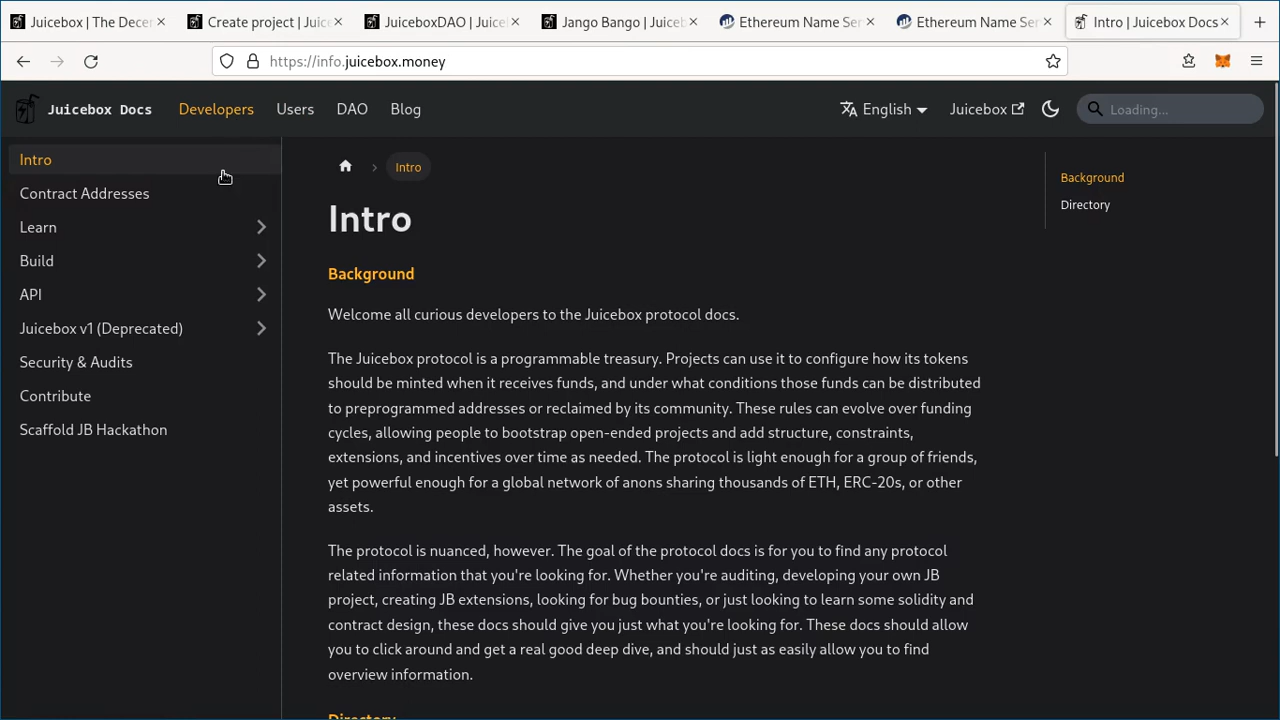 Juicebox | The Decer
Create project | Juice
JuiceboxDAO | Juicel
Jango Bango | Juiceb
Ethereum Name Ser
Ethereum Name Ser
Intro | Juicebox Docs
https://info.juicebox.money
Juicebox Docs
Developers
Users
DAO
Blog
English
Juicebox
Loading...
Intro
Contract Addresses
Learn
Build
API
Juicebox v1 (Deprecated)
Security & Audits
Contribute
Scaffold JB Hackathon
Intro
Intro
Background
Welcome all curious developers to the Juicebox protocol docs.
The Juicebox protocol is a programmable treasury. Projects can use it to configure how its tokens
should be minted when it receives funds, and under what conditions those funds can be distributed
to preprogrammed addresses or reclaimed by its community. These rules can evolve over funding
cycles, allowing people to bootstrap open-ended projects and add structure, constraints,
extensions, and incentives over time as needed. The protocol is light enough for a group of friends,
yet powerful enough for a global network of anons sharing thousands of ETH, ERC-20s, or other
assets.
The protocol is nuanced, however. The goal of the protocol docs is for you to find any protocol
related information that you're looking for. Whether you're auditing, developing your own JB
project, creating JB extensions, looking for bug bounties, or just looking to learn some solidity and
contract design, these docs should give you just what you're looking for. These docs should allow
you to click around and get a real good deep dive, and should just as easily allow you to find
overview information.
Directory
Background
Directory